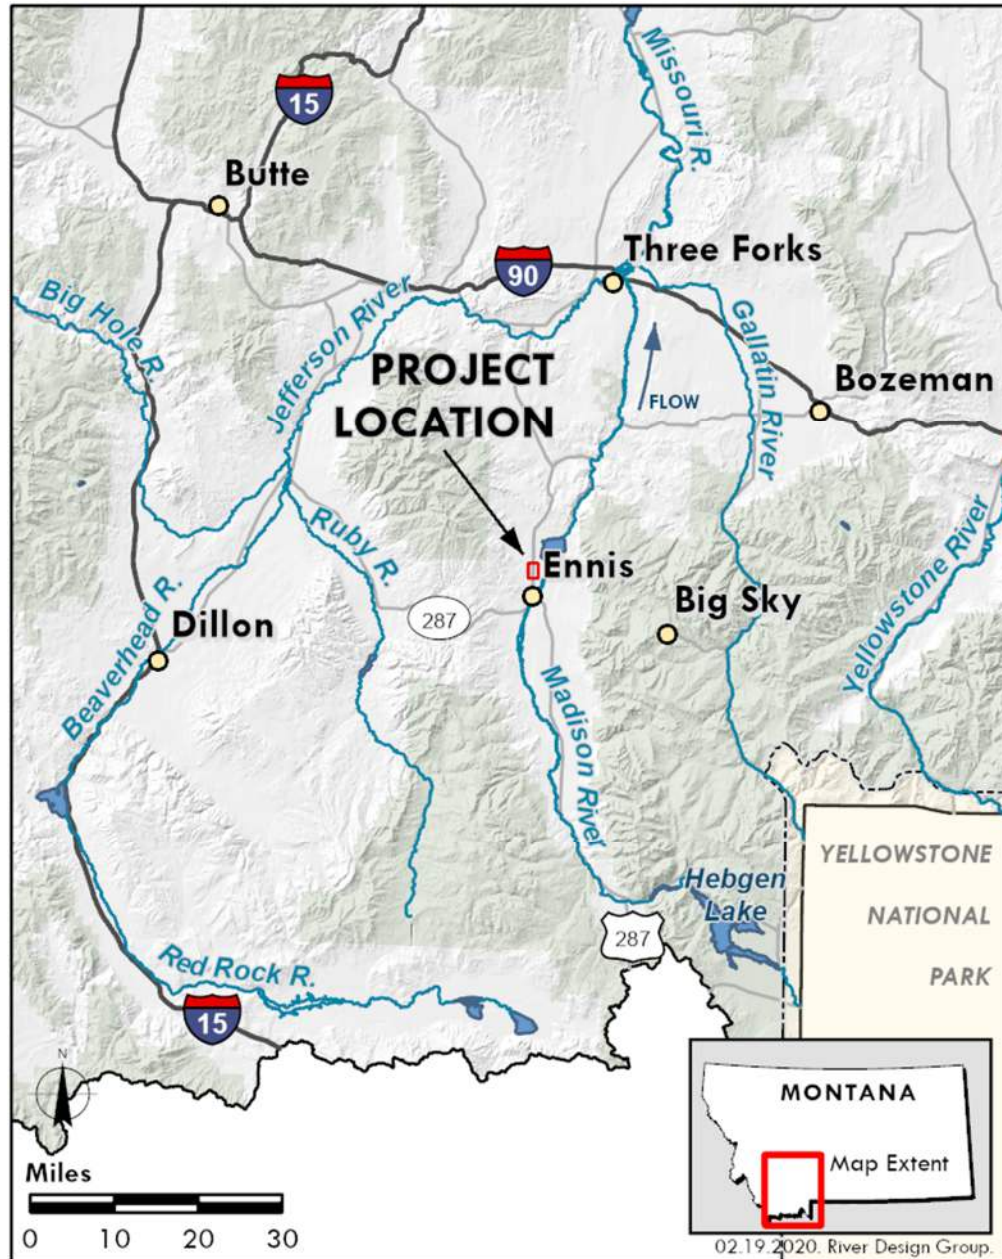 15
Missouri R.
Butte
Three Forks
90
Big Hole R.
Jefferson River
Gallatin River
PROJECT
LOCATION
FLOW
Bozeman
Ruby R.
Ennis
Yellowstone River
Beaverhead R.
Dillon
287
Big Sky
Madison River
YELLOWSTONE
NATIONAL
PARK
Hebgen
Lake
287
Red Rock R.
15
N
MONTANA
Map Extent
Miles
0 10 20 30
02.19.2020. River Design Group.